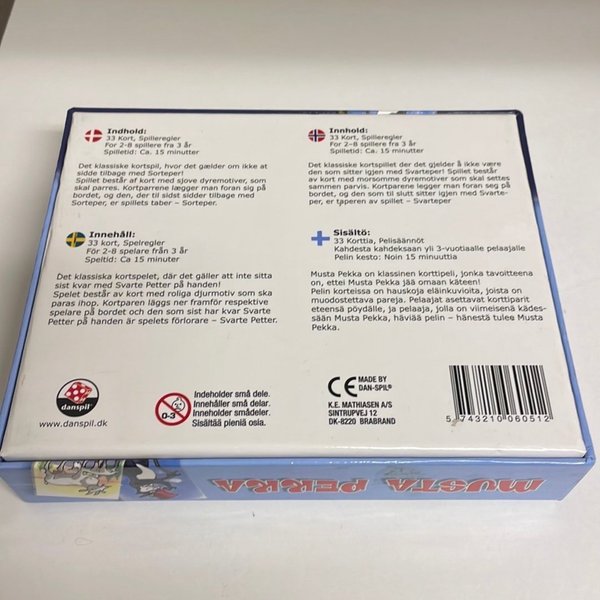 Indhold:
33 Kort, Spilleregler
For 2-8 spillere fra 3 år
Spilletid: Ca. 15 minutter
Det klassiske kortspil, hvor det gælder om ikke at
sidde tilbage med Sorteper!
Spillet består af kort med sjove dyremotiver, som
skal parres. Kortparrene lægger man foran sig på
bordet, og den, der til sidst sidder tilbage med
Sorteper, er spillets taber – Sorteper.
Innhold:
33 Kort, Spilleregler
For 2-8 spillere fra 3 år
Spilletid: Ca. 15 minutter
Det klassiske kortspillet der det gjelder å ikke være
den som sitter igjen med Svarteper! Spillet består
av kort med morsomme dyremotiver som skal settes
sammen parvis. Kortparene legger man foran seg på
bordet, og den som til slutt sitter igjen med Svarte-
per, er taperen av spillet – Svarteper
Innehåll:
33 kort, Spelregler
För 2-8 spelare från 3 år
Speltid: Ca 15 minuter
Det klassiska kortspelet, där det gäller att inte sitta
sist kvar med Svarte Petter på handen!
Spelet består av kort med roliga djurmotiv som ska
paras ihop. Kortparen läggs ner framför respektive
spelare på bordet och den som sist har kvar Svarte
Petter på handen är spelets förlorare – Svarte Petter.
Sisältö:
33 Korttia, Pelisäännöt
Kahdesta kahdeksaan yli 3-vuotiaalle pelaajalle
Pelin kesto: Noin 15 minuuttia
Musta Pekka on klassinen korttipeli, jonka tavoitteena
on, ettei Musta Pekka jää omaan käteen!
Pelin korteissa on hauskoja eläinkuvioita, joista on
muodostettava pareja. Pelaajat asettavat korttiparit
eteensä pöydälle, ja pelaaja, jolla on viimeisenä kädes-
sään Musta Pekka, häviää pelin – hänestä tulee Musta
Pekka.
danspil®
www.danspil.dk
0-3
Indeholder små dele.
Innehåller små delar.
Inneholder smådeler.
Sisältää pieniä osia.
CE MADE BY
DAN-SPIL®
K.E. MATHIASEN A/S
SINTRUPVEJ 12
DK-8220 BRABRAND
5 743210 060512
MUSTA PEKKA